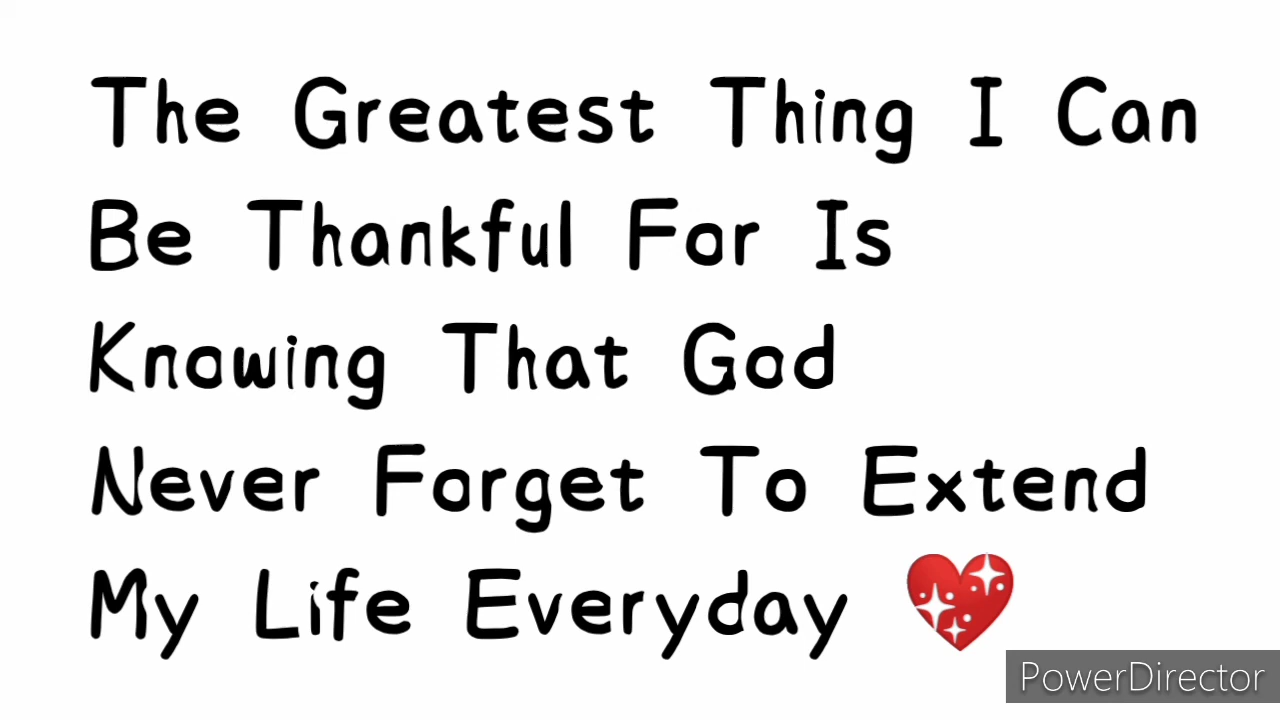 The Greatest Thing I Can
Be Thankful For Is
Knowing That God
Never Forget To Extend
My Life Everyday 💖
PowerDirector